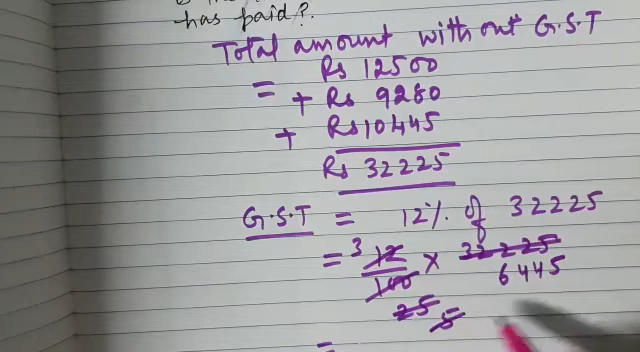 has paid?
Total amount without G.S.T
= Rs 12500
+ Rs 9280
+ Rs 10445
Rs 32225
G.S.T = 12% of 32225
= 3 12/100 × 32225
25 5 6445
=